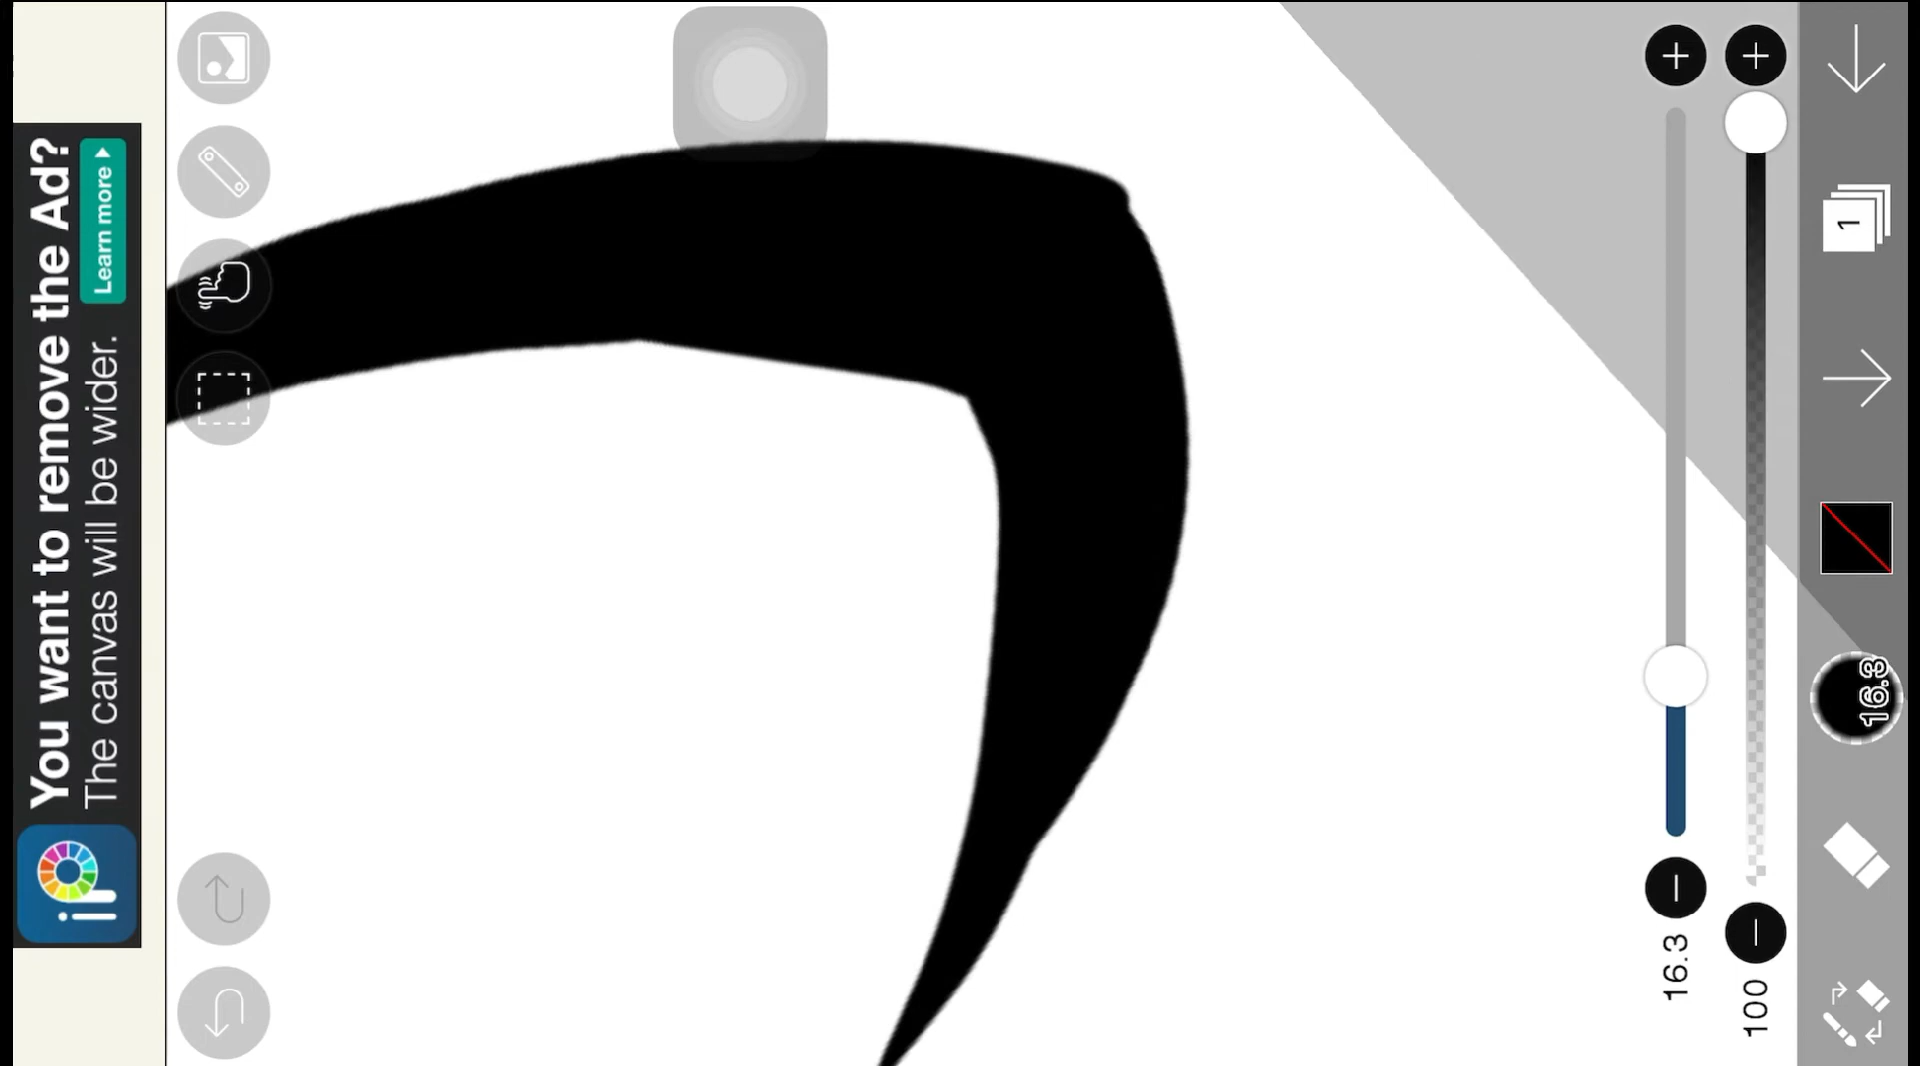 You want to remove the Ad?
The canvas will be wider.
Learn more
iP
16.3
100
1
16.3